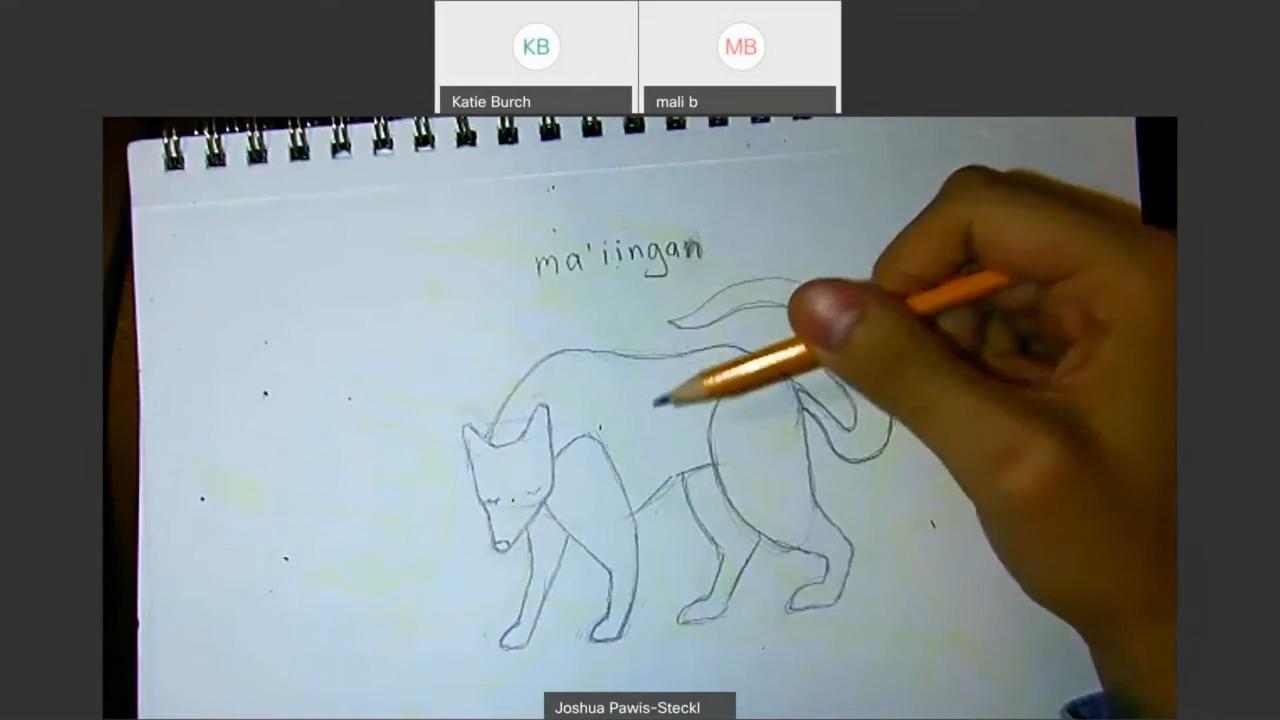 KB
MB
Katie Burch
mali b
ma'iingan
Joshua Pawis-Steckl